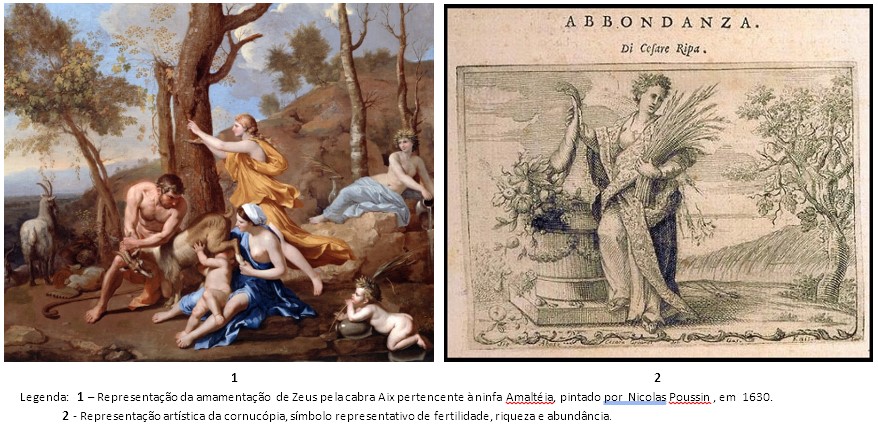 ABBONDANZA.
Di Cesare Ripa.
1
2
Legenda: 1 – Representação da amamentação de Zeus pela cabra Aix pertencente à ninfa Amaltéia, pintado por Nicolas Poussin , em 1630.
2 - Representação artística da cornucópia, símbolo representativo de fertilidade, riqueza e abundância.